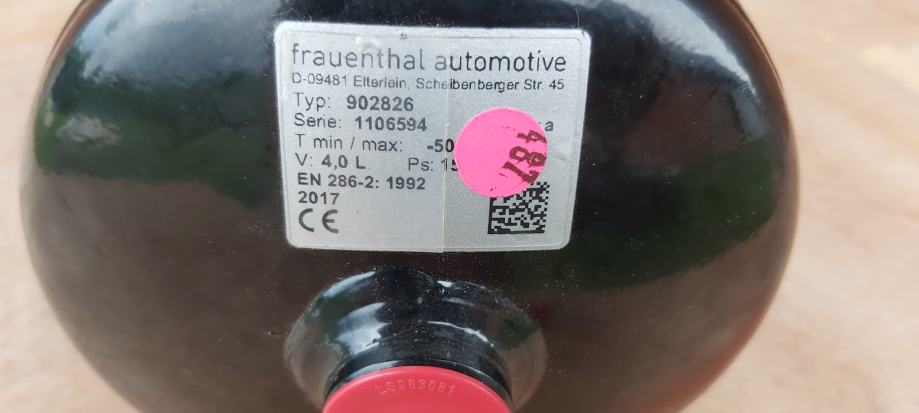 frauenthal automotive
D-09481 Elterlein, Scheibenberger Str. 45
Typ: 902826
Serie: 1106594 a
T min / max: -50
V: 4,0 L Ps: 15
EN 286-2: 1992
2017
CE
487
LS983081